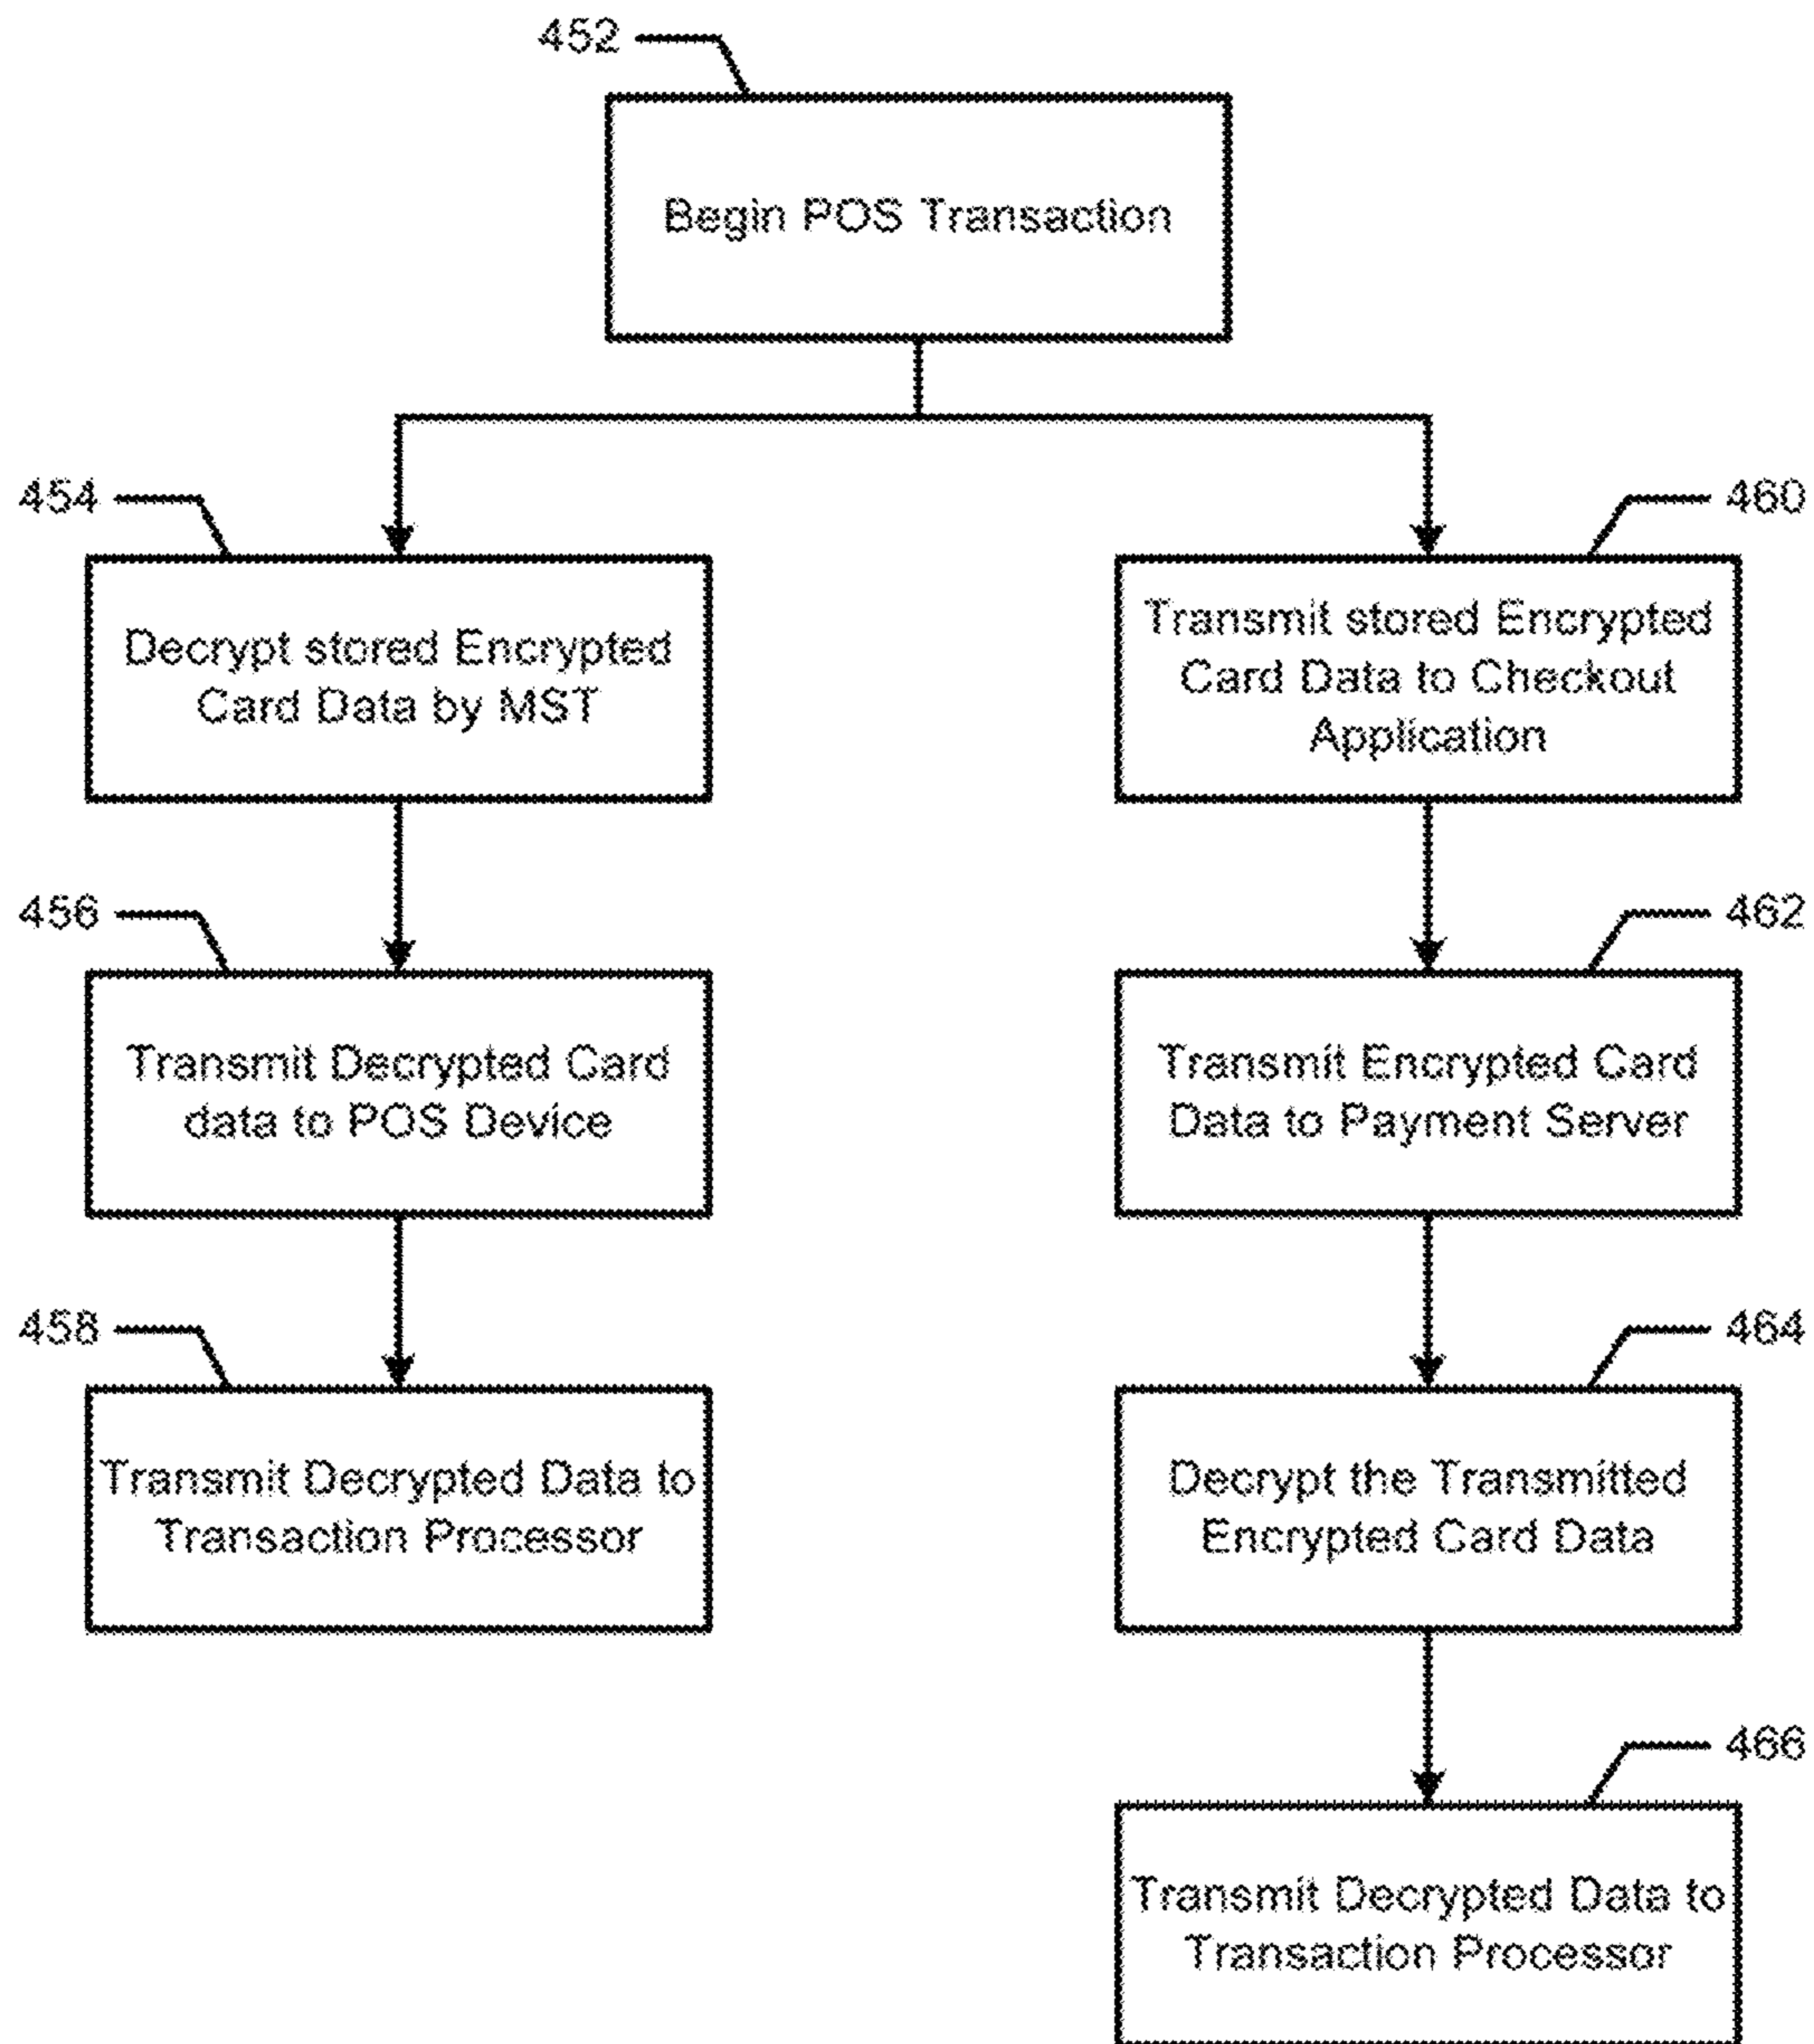 452
Begin POS Transaction
454
Decrypt stored Encrypted
Card Data by MST
456
Transmit Decrypted Card
data to POS Device
458
Transmit Decrypted Data to
Transaction Processor
460
Transmit stored Encrypted
Card Data to Checkout
Application
462
Transmit Encrypted Card
Data to Payment Server
464
Decrypt the Transmitted
Encrypted Card Data
466
Transmit Decrypted Data to
Transaction Processor